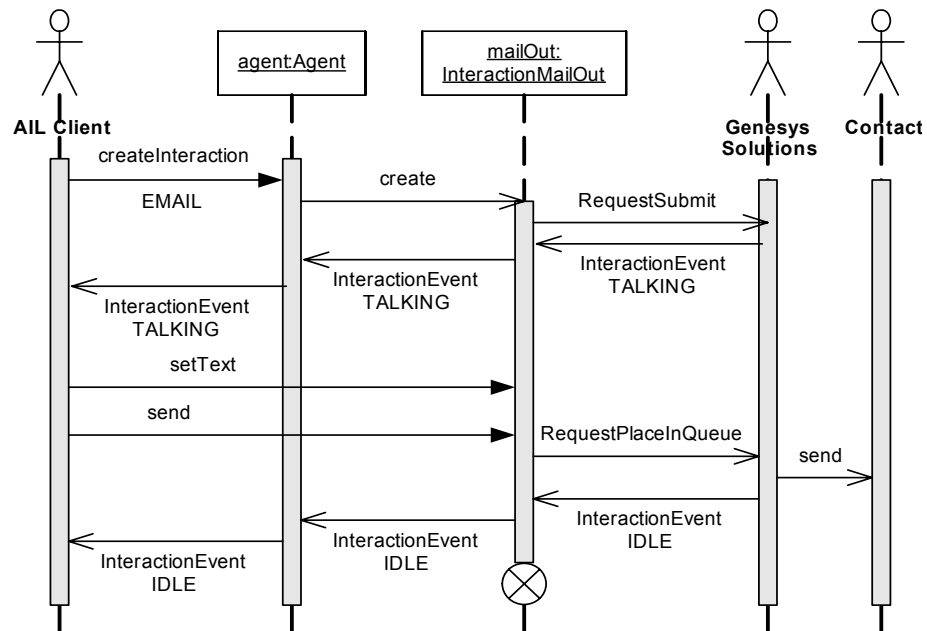 agent:Agent
mailOut:
InteractionMailOut
AIL Client
Genesys
Solutions
Contact
createInteraction
EMAIL
create
RequestSubmit
InteractionEvent
TALKING
InteractionEvent
TALKING
InteractionEvent
TALKING
setText
send
RequestPlaceInQueue
send
InteractionEvent
IDLE
InteractionEvent
IDLE
InteractionEvent
IDLE